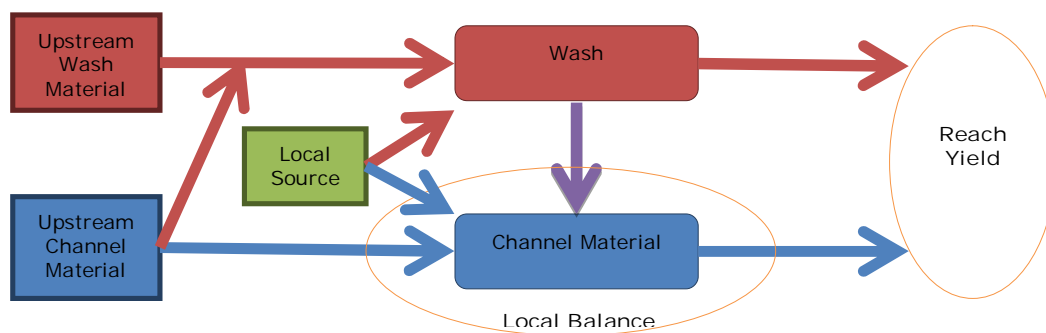 Upstream
Wash
Material
Wash
Local
Source
Reach
Yield
Upstream
Channel
Material
Channel Material
Local Balance